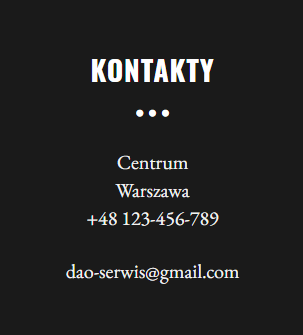 KONTAKTY
Centrum
Warszawa
+48 123-456-789
dao-serwis@gmail.com